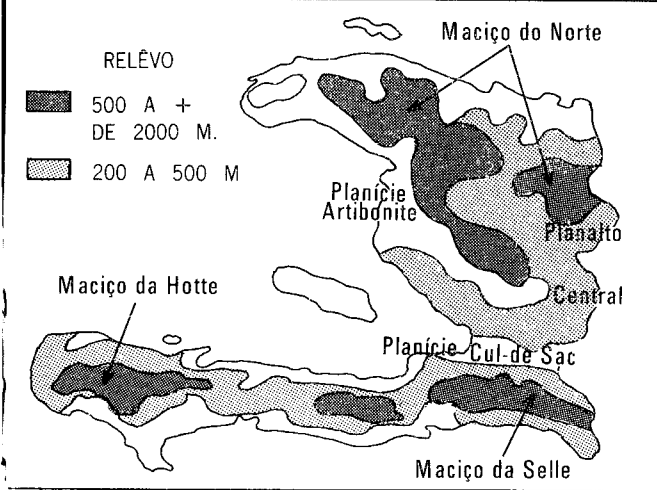 Maciço do Norte
RELÊVO
500 A +
DE 2000 M.
200 A 500 M
Planície
Artibonite
Planalto
Central
Maciço da Hotte
Planície Cul-de Sac
Maciço da Selle